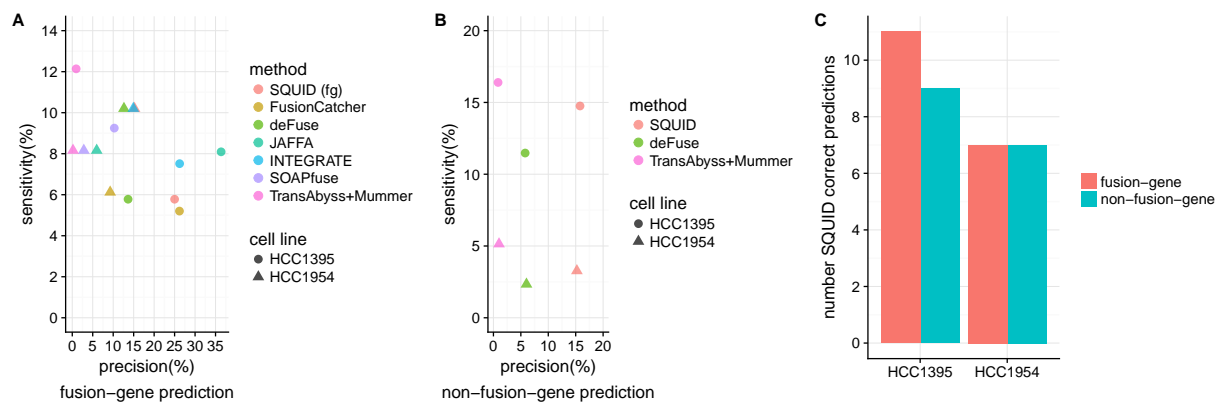 A
sensitivity(%)
14
12
10
8
6
4
2
0
0 5 10 15 20 25 30 35
precision(%)
fusion−gene prediction
method
SQUID (fg)
FusionCatcher
deFuse
JAFFA
INTEGRATE
SOAPfuse
TransAbyss+Mummer
cell line
HCC1395
HCC1954
B
sensitivity(%)
20
15
10
5
0
0 5 10 15 20
precision(%)
non−fusion−gene prediction
method
SQUID
deFuse
TransAbyss+Mummer
cell line
HCC1395
HCC1954
C
number SQUID correct predictions
10
8
6
4
2
0
HCC1395 HCC1954
fusion−gene
non−fusion−gene